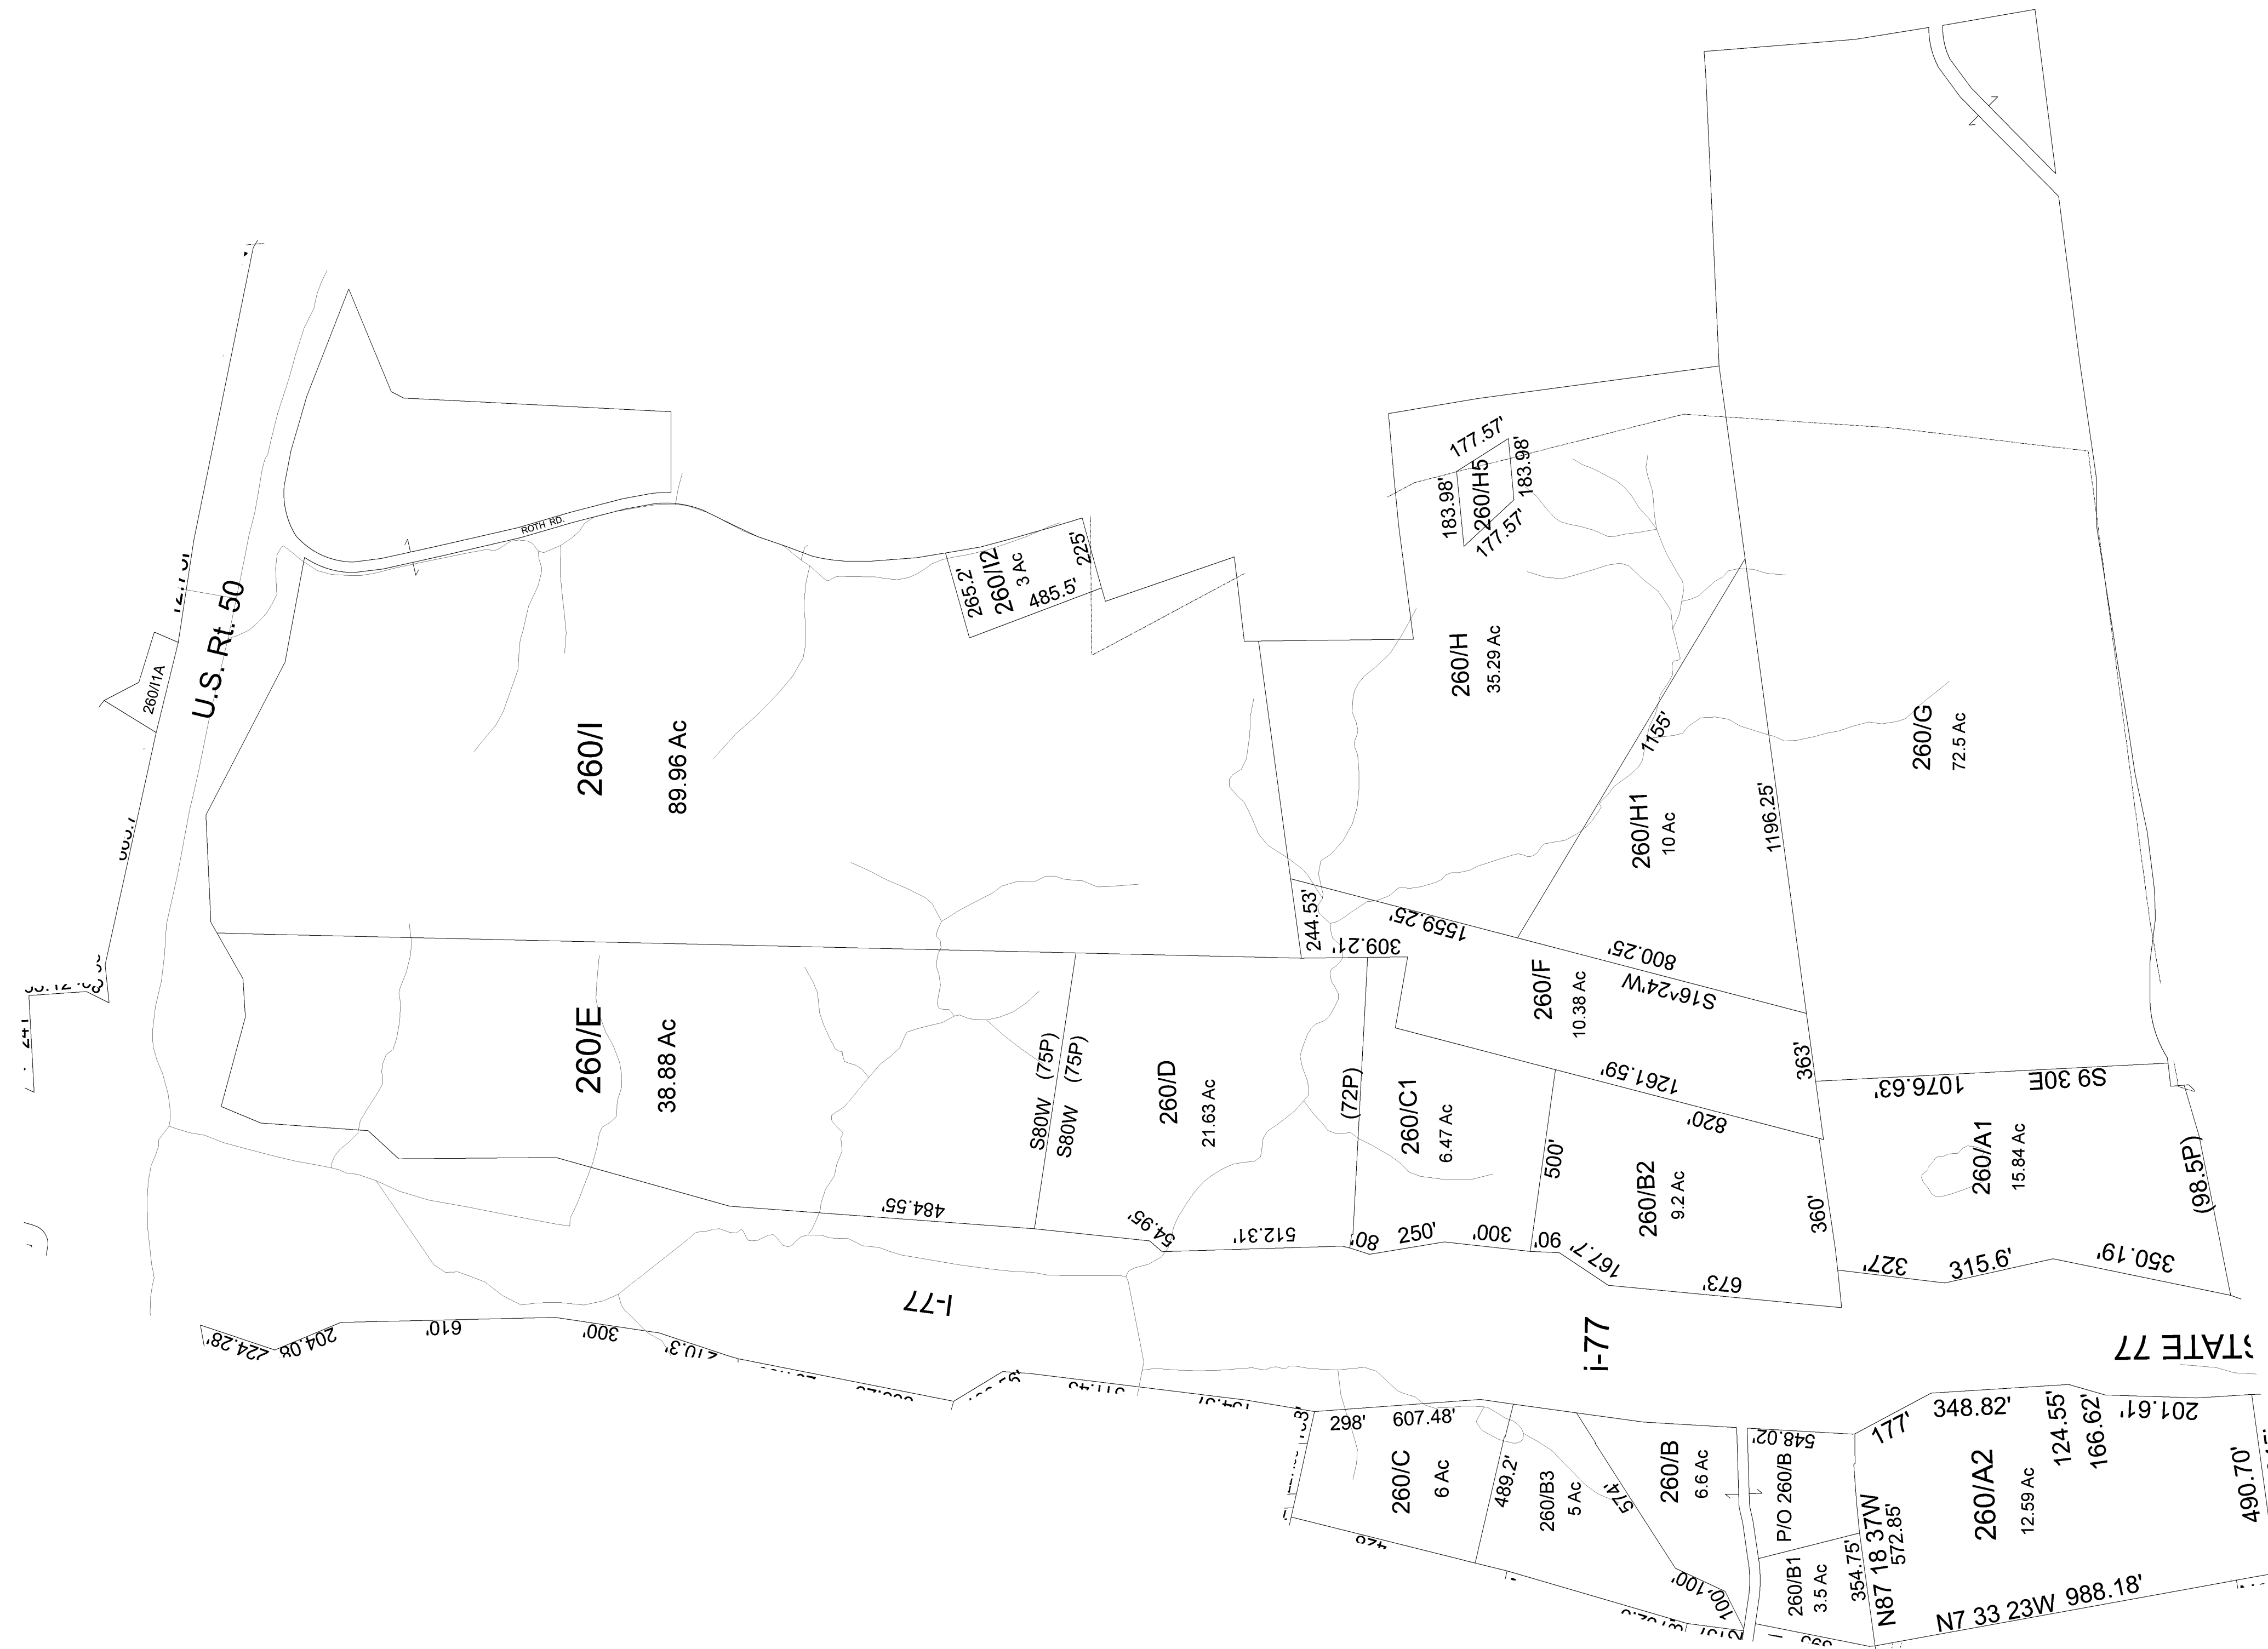 177.57'
183.98'
260/H5
183.98'
177.57'
ROTH RD.
U.S. Rt. 50
260/I1A
265.2'
260/I2
3 Ac
485.5'
225'
260/I
89.96 Ac
260/H
35.29 Ac
1155'
260/H1
10 Ac
1196.25'
260/G
72.5 Ac
244.53'
309.21'
1559.25'
800.25'
S16^24'W
260/F
10.38 Ac
363'
1076.63'
S9 30E
260/E
38.88 Ac
S80W (75P)
S80W (75P)
260/D
21.63 Ac
(72P)
260/C1
6.47 Ac
1261.59'
820'
500'
260/B2
9.2 Ac
360'
260/A1
15.84 Ac
(98.5P)
484.55'
54.95'
512.31'
80'
250'
300'
90'
167.7'
673'
327'
315.6'
350.19'
I-77
i-77
STATE 77
224.28'
204.08
610'
300'
210.3'
298'
607.48'
260/C
6 Ac
489.2'
260/B3
5 Ac
574'
260/B
6.6 Ac
100'
100'
548.02'
P/O 260/B
260/B1
3.5 Ac
354.75'
N87 18 37W
572.85'
177'
348.82'
124.55'
166.62'
201.61'
260/A2
12.59 Ac
490.70'
N7 33 23W 988.18'